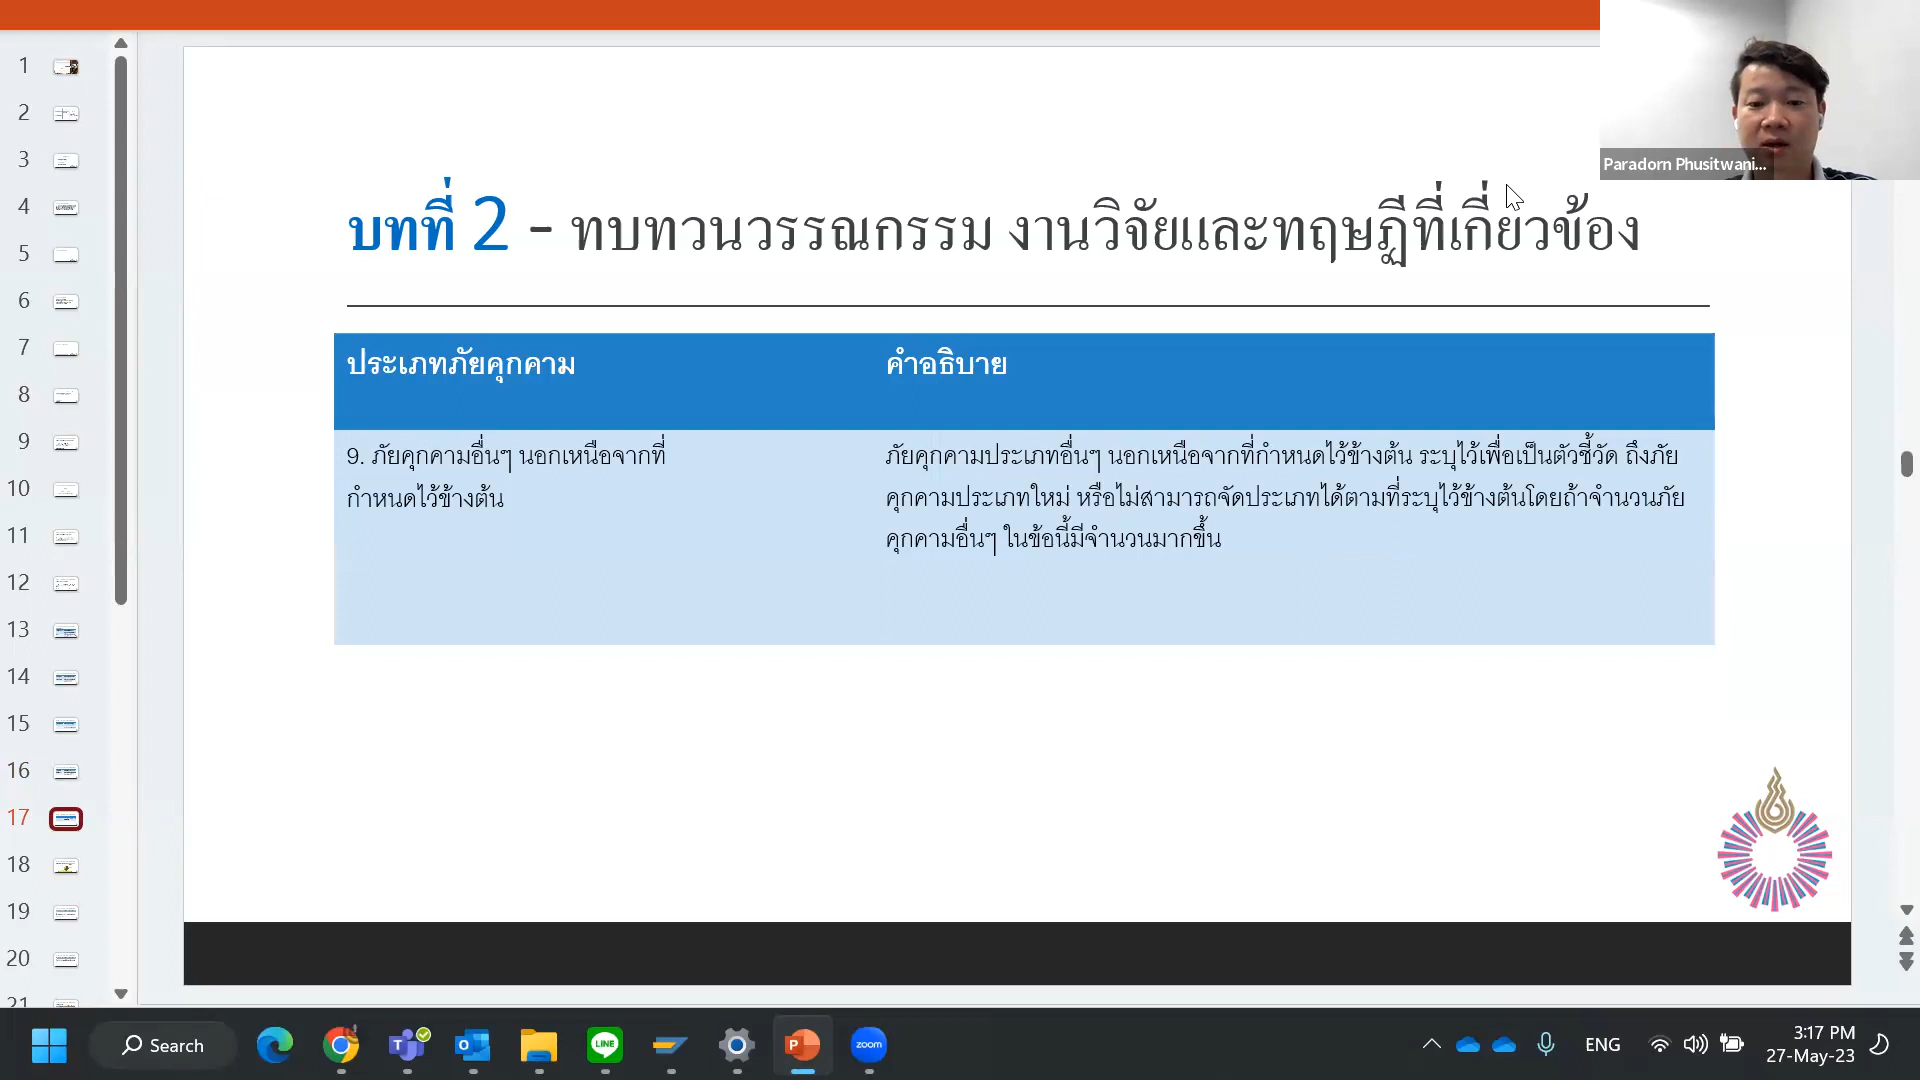 Paradorn Phusitwani...
1
2
3
4
5
6
7
8
9
10
11
12
13
14
15
16
17
18
19
20
21
บทที่ 2 - ทบทวนวรรณกรรม งานวิจัยและทฤษฎีที่เกี่ยวข้อง
ประเภทภัยคุกคาม
คำอธิบาย
9. ภัยคุกคามอื่นๆ นอกเหนือจากที่
กำหนดไว้ข้างต้น
ภัยคุกคามประเภทอื่นๆ นอกเหนือจากที่กำหนดไว้ข้างต้น ระบุไว้เพื่อเป็นตัวชี้วัด ถึงภัย
คุกคามประเภทใหม่ หรือไม่สามารถจัดประเภทได้ตามที่ระบุไว้ข้างต้นโดยถ้าจำนวนภัย
คุกคามอื่นๆ ในข้อนี้มีจำนวนมากขึ้น
Search
LINE
zoom
ENG
3:17 PM
27-May-23